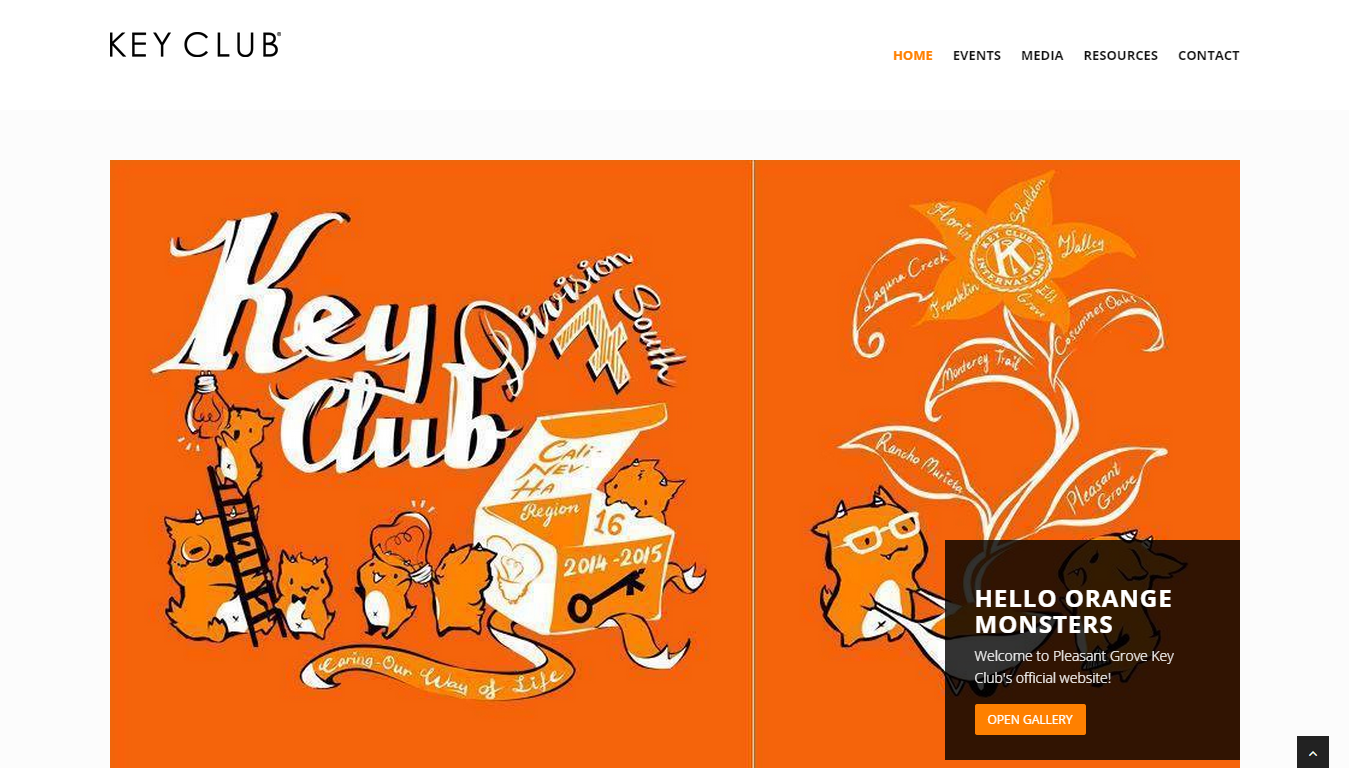 KEY CLUB®
HOME EVENTS MEDIA RESOURCES CONTACT
Key
Club
Division
7
South
Cali-
Nev-
Ha
Region
16
2014-2015
Caring-Our Way of Life
Florin
Sheldon
Valley
KEY CLUB
K
INTERNATIONAL
Laguna Creek
Franklin
Elk
Grove
Cosumnes Oaks
Monterey Trail
Rancho Murieta
Pleasant
Grove
HELLO ORANGE
MONSTERS
Welcome to Pleasant Grove Key
Club's official website!
OPEN GALLERY